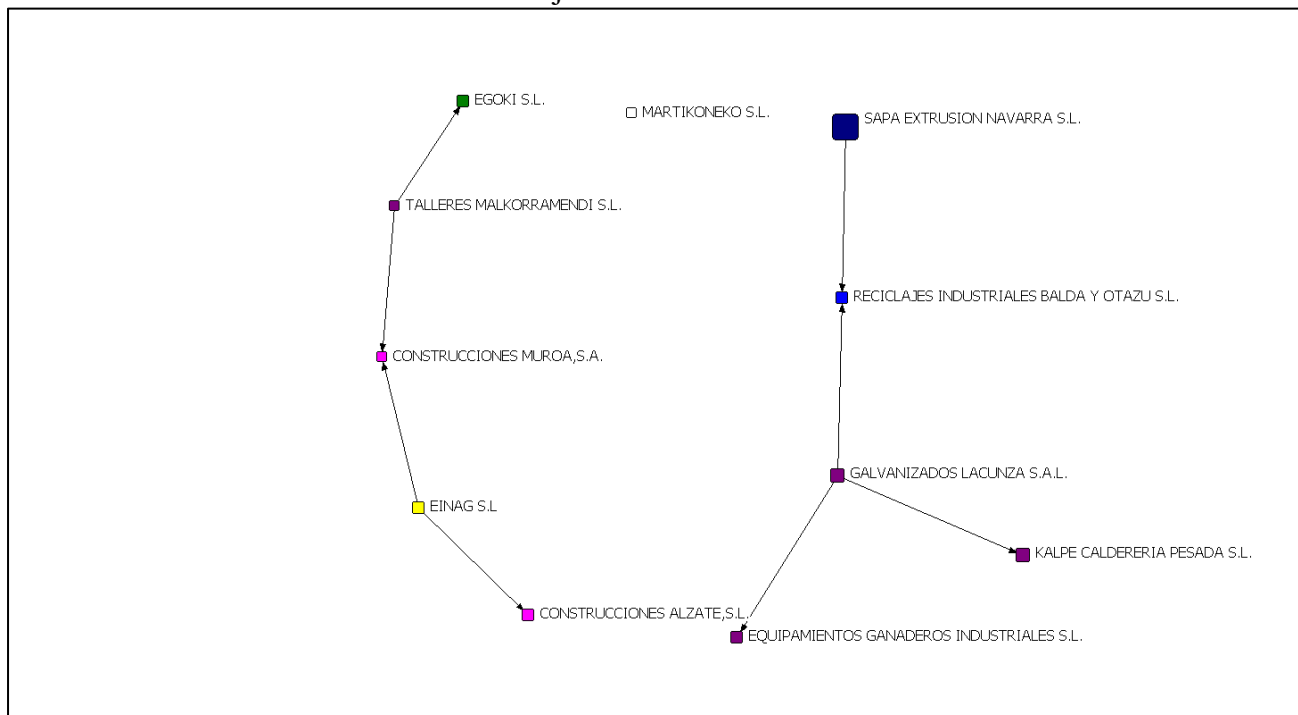 EGOKI S.L.
MARTIKONEKO S.L.
SAPA EXTRUSION NAVARRA S.L.
TALLERES MALKORRAMENDI S.L.
RECICLAJES INDUSTRIALES BALDA Y OTAZU S.L.
CONSTRUCCIONES MUROA,S.A.
GALVANIZADOS LACUNZA S.A.L.
EINAG S.L
KALPE CALDERERIA PESADA S.L.
CONSTRUCCIONES ALZATE,S.L.
EQUIPAMIENTOS GANADEROS INDUSTRIALES S.L.